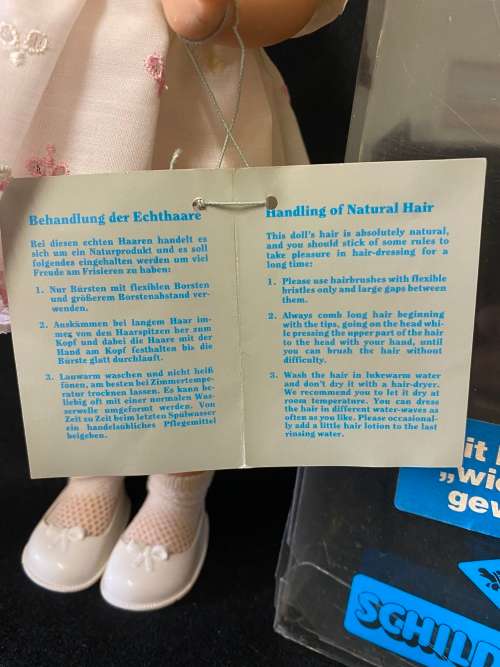 Behandlung der Echthaare
Bei diesen echten Haaren handelt es
sich um ein Naturprodukt und es soll
folgendes eingehalten werden um viel
Freude am Frisieren zu haben:
1. Nur Bürsten mit flexiblen Borsten
und größerem Borstenabstand ver-
wenden.
2. Auskämmen bei langem Haar im-
meg von den Haarspitzen her zum
Kopf und dabei die Haare mit der
Hand am Kopf festhalten bis die
Bürste glatt durchläuft.
3. Lauwarm waschen und nicht heiß
fönen, am besten bei Zimmertempe-
ratur trocknen lassen. Es kann be-
liebig oft mit einer normalen Was-
serwelle umgeformt werden. Von
Zeit zu Zeit beim letzten Spülwasser
ein handelsübliches Pflegemittel
beigeben.
Handling of Natural Hair
This doll's hair is absolutely natural,
and you should stick of some rules to
take pleasure in hair-dressing for a
long time:
1. Please use hairbrushes with flexible
bristles only and large gaps between
them.
2. Always comb long hair beginning
with the tips, going on the head whi-
le pressing the upper part of the hair
to the head with your hand, until
you can brush the hair without
difficulty.
3. Wash the hair in lukewarm water
and don't dry it with a hair-dryer.
We recommend you to let it dry at
room temperature. You can dress
the hair in different water-waves as
often as you like. Please occasional-
ly add a little hair lotion to the last
rinsing water.
it
„wie
gew
SCHILD